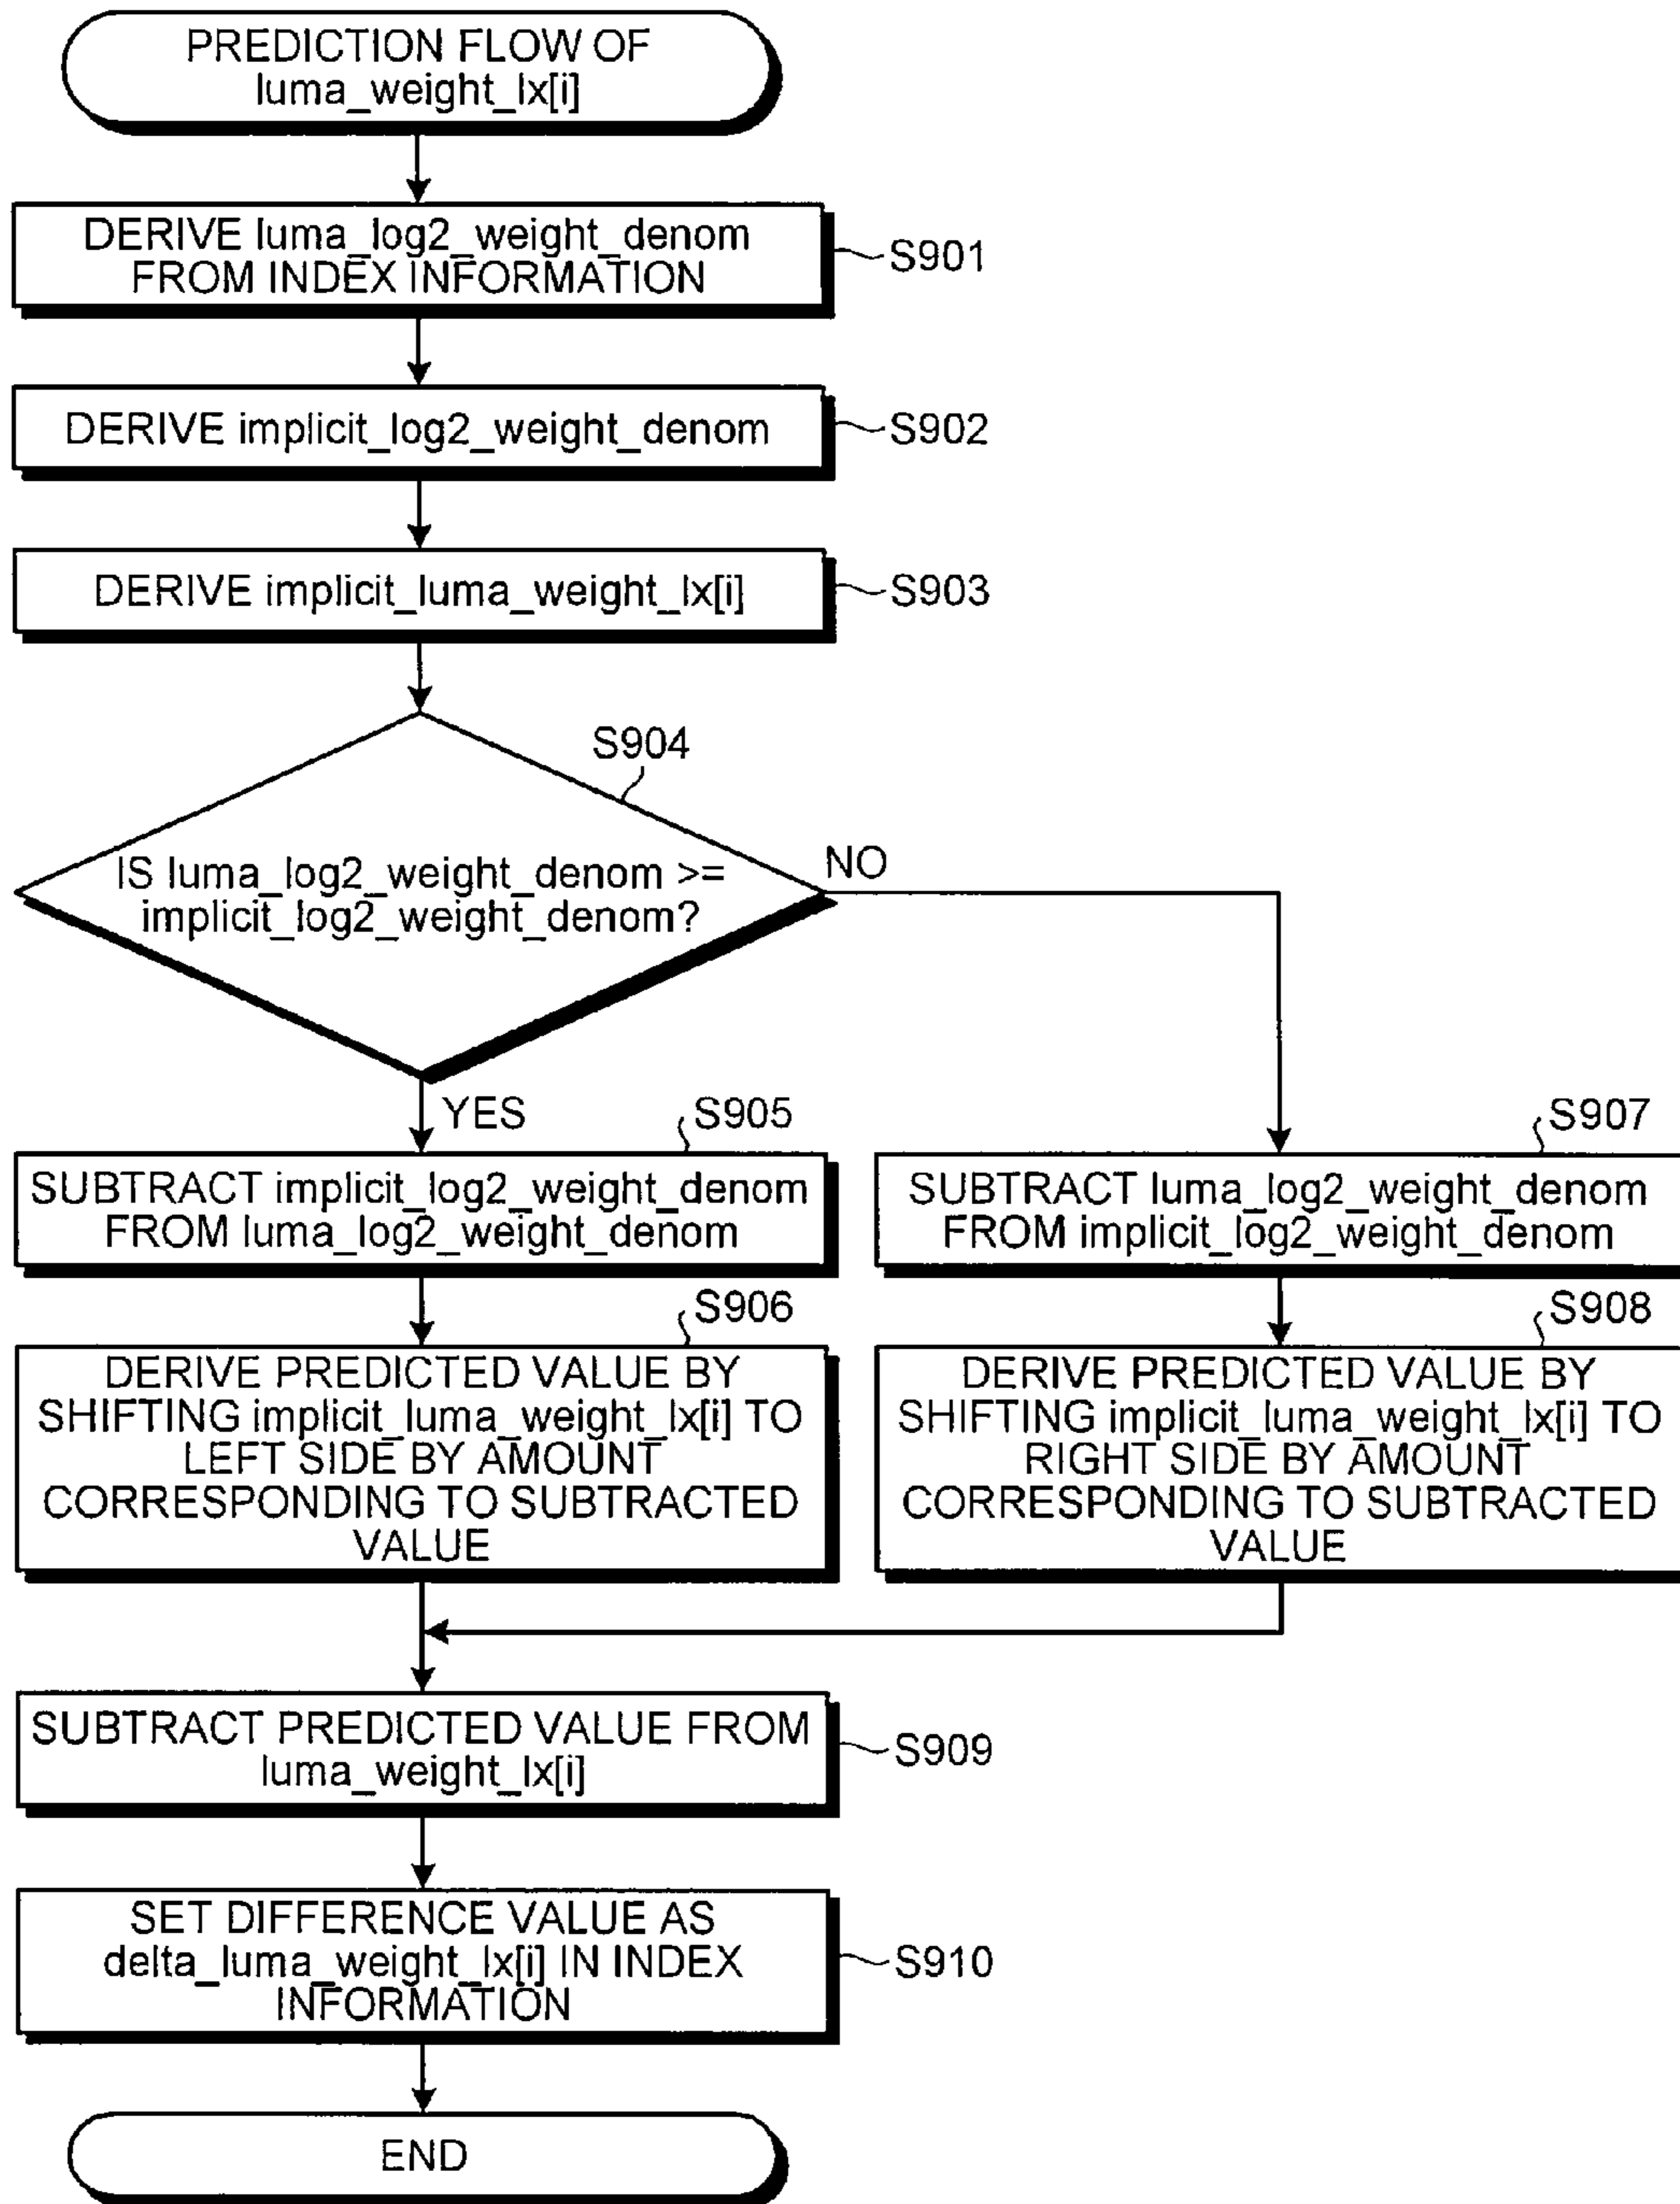 PREDICTION FLOW OF
luma_weight_lx[i]
DERIVE luma_log2_weight_denom
FROM INDEX INFORMATION
S901
DERIVE implicit_log2_weight_denom
S902
DERIVE implicit_luma_weight_lx[i]
S903
S904
IS luma_log2_weight_denom >=
implicit_log2_weight_denom?
NO
YES
S905
SUBTRACT implicit_log2_weight_denom
FROM luma_log2_weight_denom
S907
SUBTRACT luma_log2_weight_denom
FROM implicit_log2_weight_denom
S906
DERIVE PREDICTED VALUE BY
SHIFTING implicit_luma_weight_lx[i] TO
LEFT SIDE BY AMOUNT
CORRESPONDING TO SUBTRACTED
VALUE
S908
DERIVE PREDICTED VALUE BY
SHIFTING implicit_luma_weight_lx[i] TO
RIGHT SIDE BY AMOUNT
CORRESPONDING TO SUBTRACTED
VALUE
SUBTRACT PREDICTED VALUE FROM
luma_weight_lx[i]
S909
SET DIFFERENCE VALUE AS
delta_luma_weight_lx[i] IN INDEX
INFORMATION
S910
END